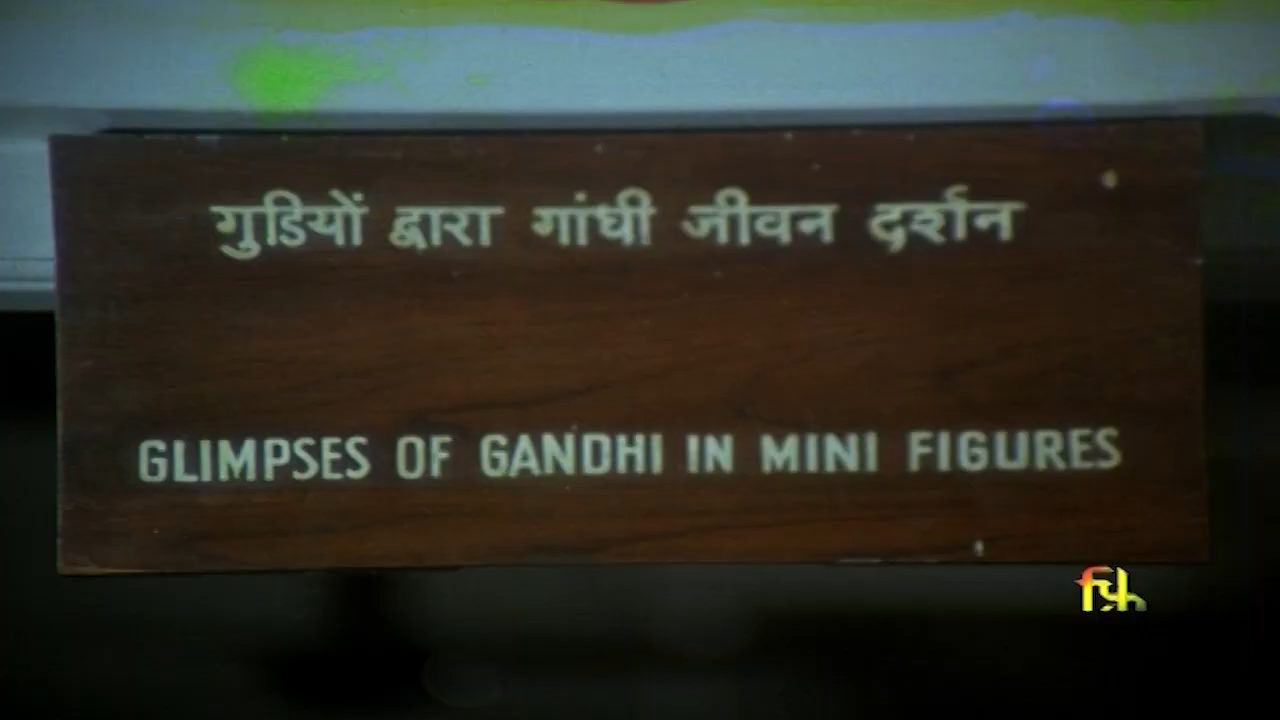 गुडियों द्वारा गांधी जीवन दर्शन
GLIMPSES OF GANDHI IN MINI FIGURES